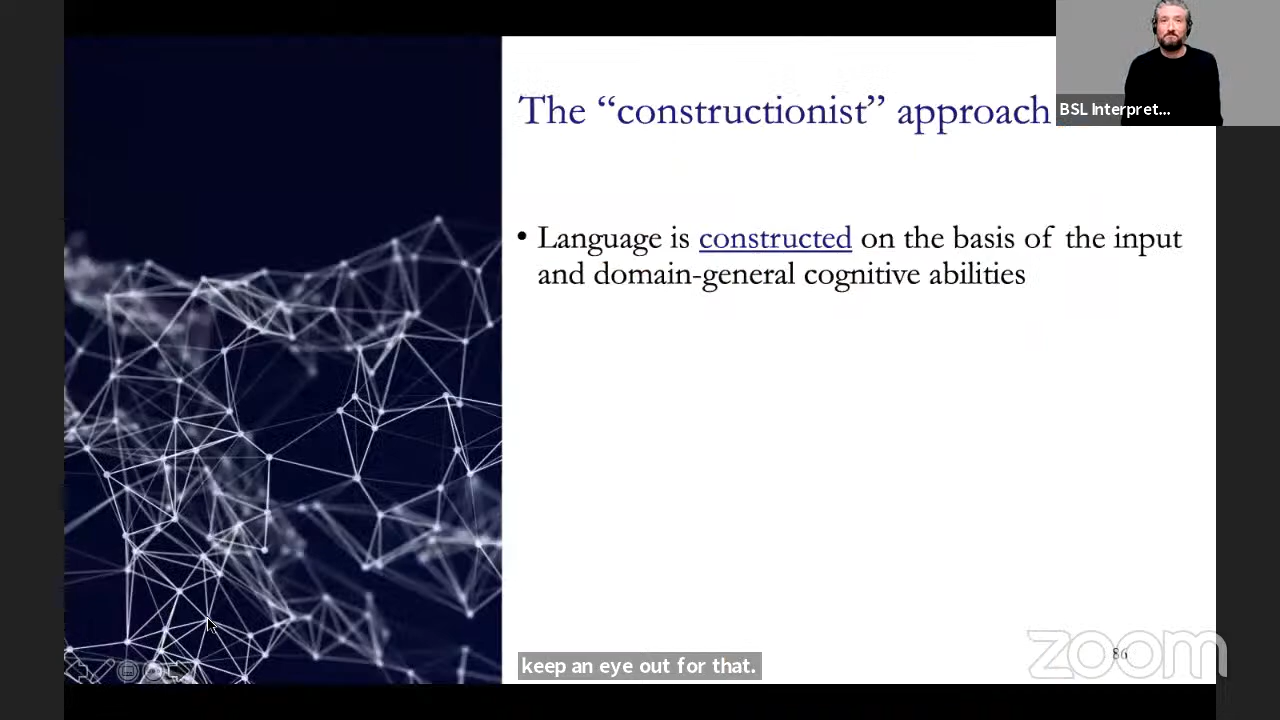 The “constructionist” approach
BSL Interpret...
• Language is constructed on the basis of the input
and domain-general cognitive abilities
keep an eye out for that.
86
zoom